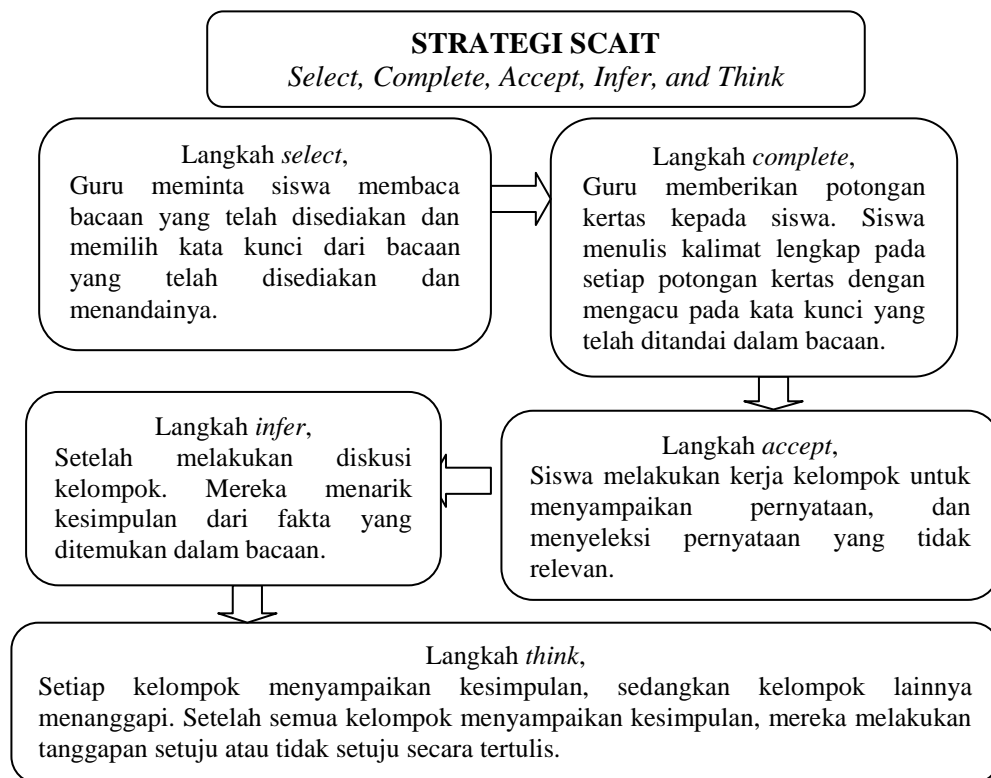 STRATEGI SCAIT
Select, Complete, Accept, Infer, and Think
Langkah select,
Guru meminta siswa membaca
bacaan yang telah disediakan dan
memilih kata kunci dari bacaan
yang telah disediakan dan
menandainya.
Langkah complete,
Guru memberikan potongan
kertas kepada siswa. Siswa
menulis kalimat lengkap pada
setiap potongan kertas dengan
mengacu pada kata kunci yang
telah ditandai dalam bacaan.
Langkah accept,
Siswa melakukan kerja kelompok untuk
menyampaikan pernyataan, dan
menyeleksi pernyataan yang tidak
relevan.
Langkah infer,
Setelah melakukan diskusi
kelompok. Mereka menarik
kesimpulan dari fakta yang
ditemukan dalam bacaan.
Langkah think,
Setiap kelompok menyampaikan kesimpulan, sedangkan kelompok lainnya
menanggapi. Setelah semua kelompok menyampaikan kesimpulan, mereka melakukan
tanggapan setuju atau tidak setuju secara tertulis.